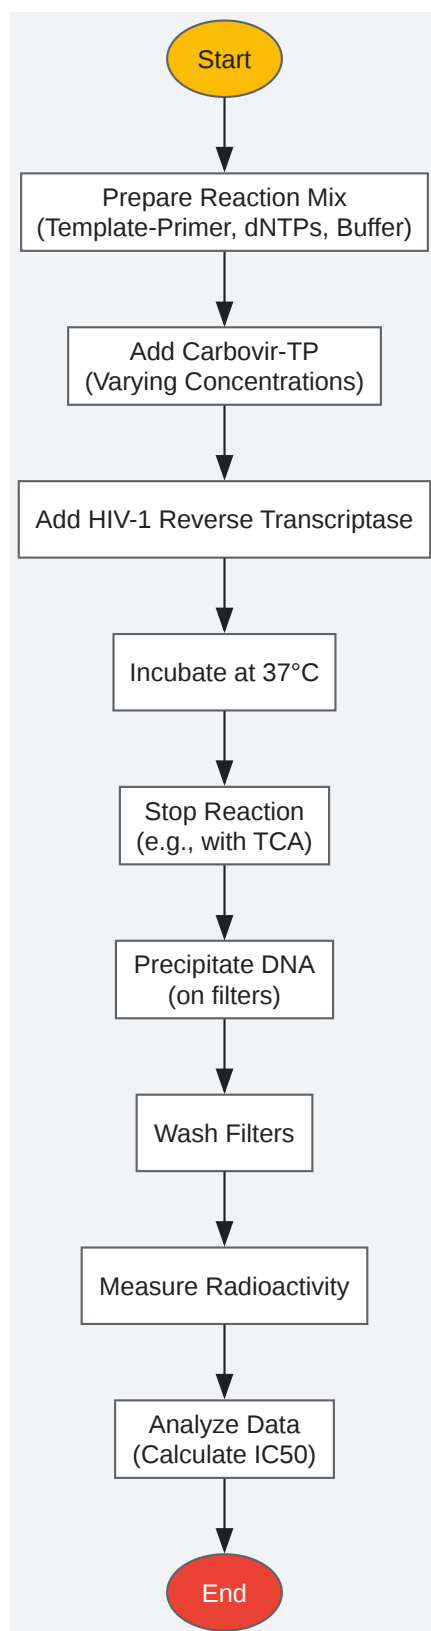 Start
Prepare Reaction Mix
(Template-Primer, dNTPs, Buffer)
Add Carbovir-TP
(Varying Concentrations)
Add HIV-1 Reverse Transcriptase
Incubate at 37°C
Stop Reaction
(e.g., with TCA)
Precipitate DNA
(on filters)
Wash Filters
Measure Radioactivity
Analyze Data
(Calculate IC50)
End